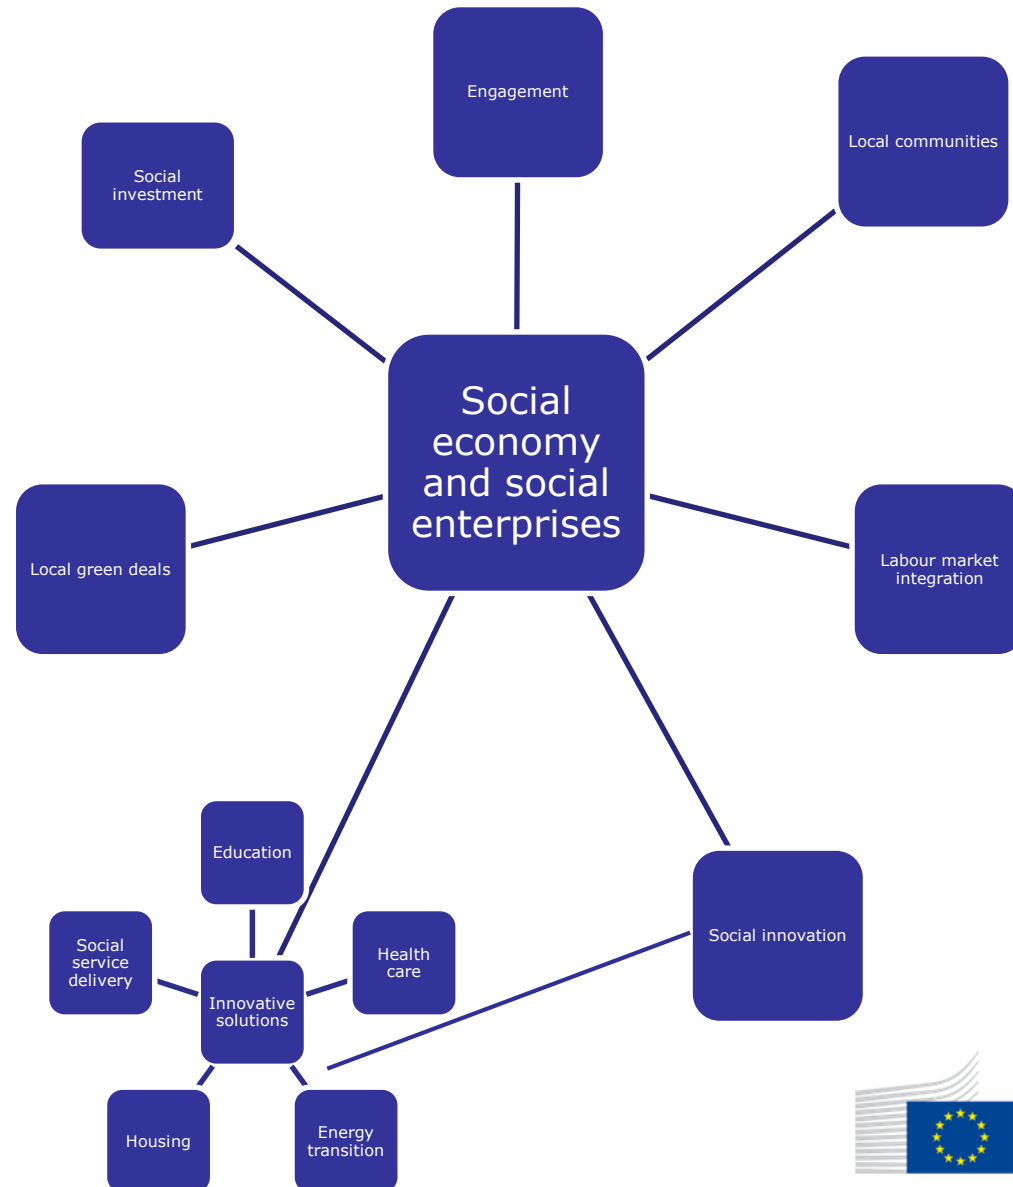 Engagement
Local communities
Social
investment
Social
economy
and social
enterprises
Local green deals
Labour market
integration
Education
Social
service
delivery
Health
care
Social innovation
Innovative
solutions
Housing
Energy
transition